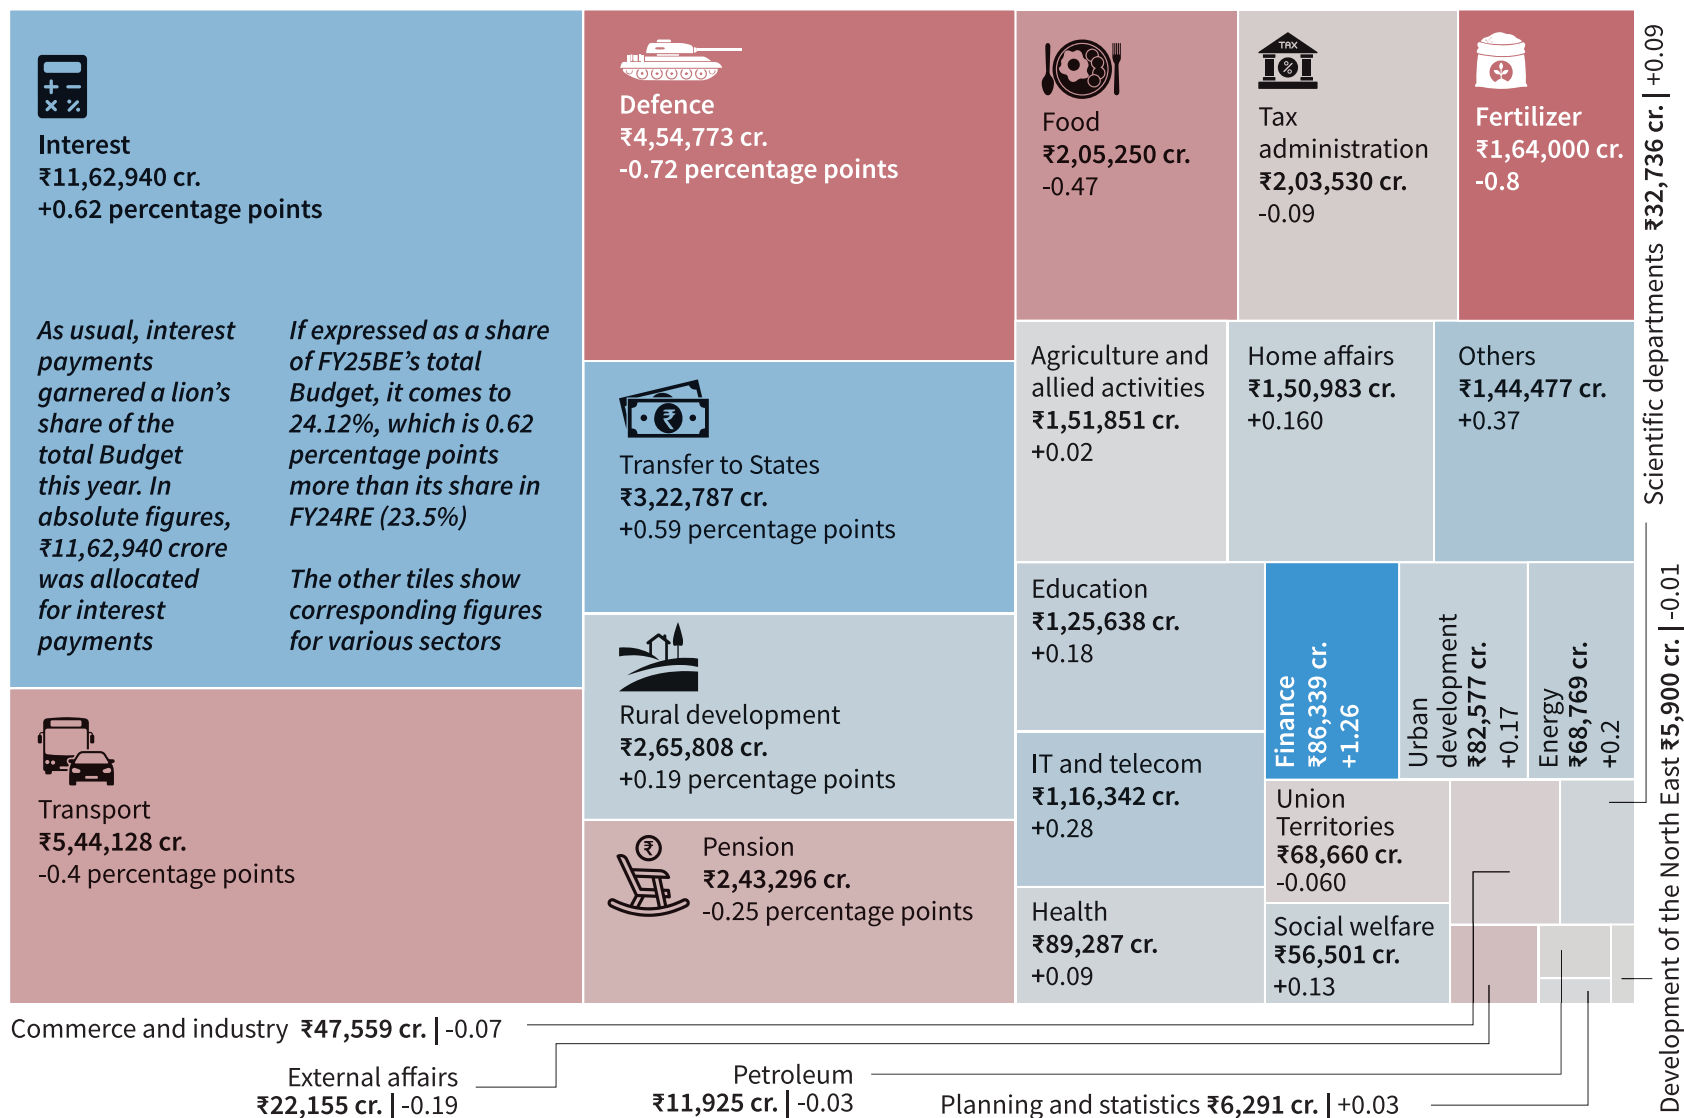 Interest
₹11,62,940 cr.
+0.62 percentage points
As usual, interest
payments
garnered a lion’s
share of the
total Budget
this year. In
absolute figures,
₹11,62,940 crore
was allocated
for interest
payments
If expressed as a share
of FY25BE’s total
Budget, it comes to
24.12%, which is 0.62
percentage points
more than its share in
FY24RE (23.5%)
The other tiles show
corresponding figures
for various sectors
Transport
₹5,44,128 cr.
-0.4 percentage points
Defence
₹4,54,773 cr.
-0.72 percentage points
Transfer to States
₹3,22,787 cr.
+0.59 percentage points
Rural development
₹2,65,808 cr.
+0.19 percentage points
₹
Pension
₹2,43,296 cr.
-0.25 percentage points
Food
₹2,05,250 cr.
-0.47
TAX
Tax
administration
₹2,03,530 cr.
-0.09
Fertilizer
₹1,64,000 cr.
-0.8
Agriculture and
allied activities
₹1,51,851 cr.
+0.02
Home affairs
₹1,50,983 cr.
+0.160
Others
₹1,44,477 cr.
+0.37
Education
₹1,25,638 cr.
+0.18
IT and telecom
₹1,16,342 cr.
+0.28
Health
₹89,287 cr.
+0.09
Finance
₹86,339 cr.
+1.26
Urban
development
₹82,577 cr.
+0.17
Energy
₹68,769 cr.
+0.2
Union
Territories
₹68,660 cr.
-0.060
Social welfare
₹56,501 cr.
+0.13
Scientific departments ₹32,736 cr. | +0.09
Development of the North East ₹5,900 cr. | -0.01
Commerce and industry ₹47,559 cr. | -0.07
External affairs
₹22,155 cr. | -0.19
Petroleum
₹11,925 cr. | -0.03
Planning and statistics ₹6,291 cr. | +0.03